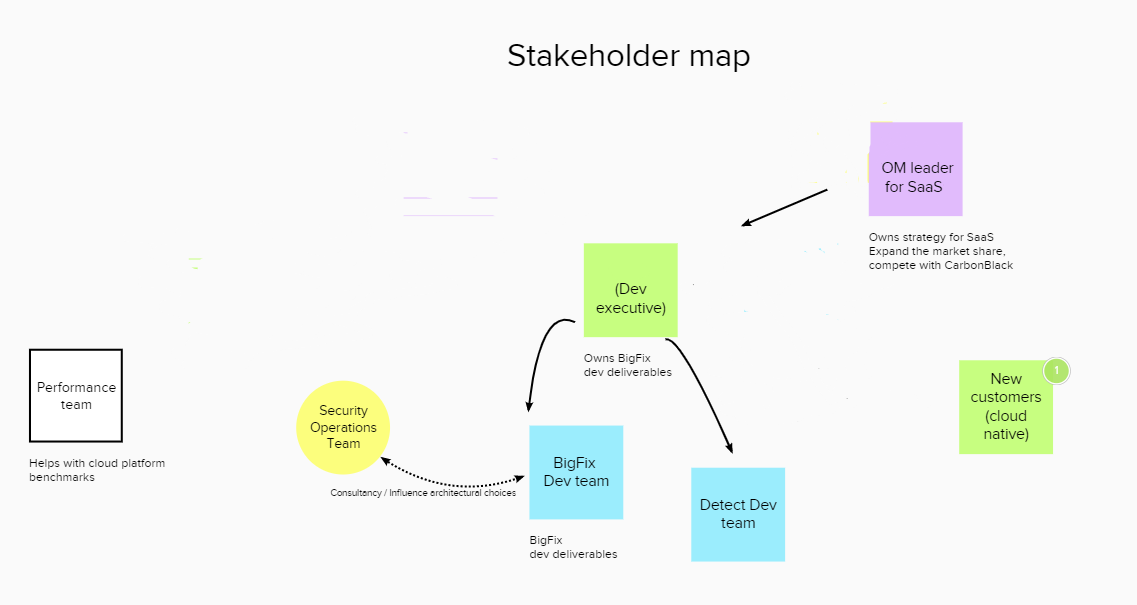 Stakeholder map
OM leader
for SaaS
Owns strategy for SaaS
Expand the market share,
compete with CarbonBlack
(Dev
executive)
Owns BigFix
dev deliverables
Performance
team
Helps with cloud platform
benchmarks
Security
Operations
Team
Consultancy / Influence architectural choices
BigFix
Dev team
BigFix
dev deliverables
Detect Dev
team
1
New
customers
(cloud
native)